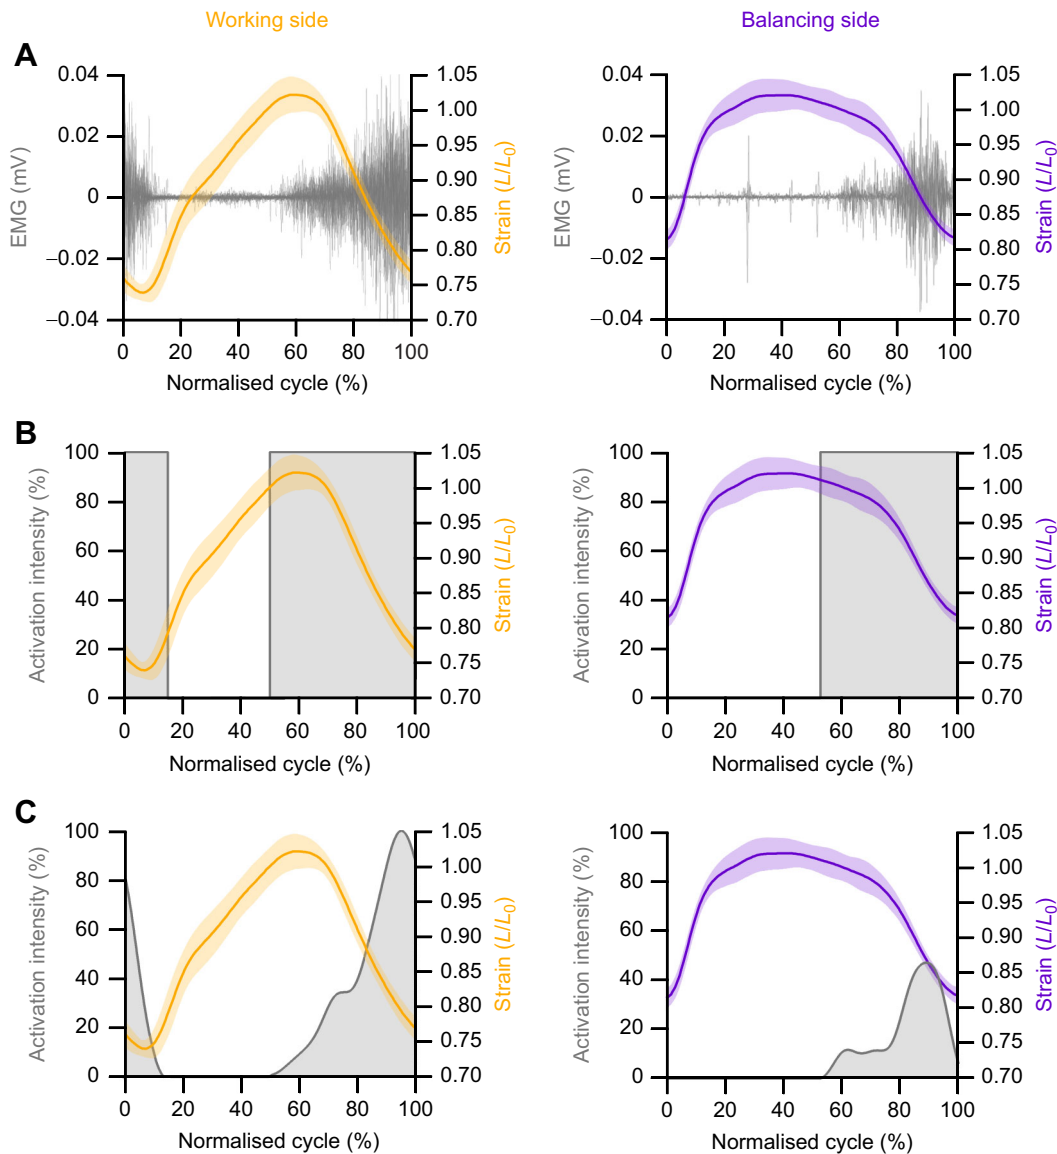 Working side
Balancing side
A
0.04
0.02
0
–0.02
–0.04
EMG (mV)
1.05
1.00
0.95
0.90
0.85
0.80
0.75
0.70
Strain (L/L0)
0 20 40 60 80 100
Normalised cycle (%)
0.04
0.02
0
–0.02
–0.04
EMG (mV)
1.05
1.00
0.95
0.90
0.85
0.80
0.75
0.70
Strain (L/L0)
0 20 40 60 80 100
Normalised cycle (%)
B
100
80
60
40
20
0
Activation intensity (%)
1.05
1.00
0.95
0.90
0.85
0.80
0.75
0.70
Strain (L/L0)
0 20 40 60 80 100
Normalised cycle (%)
100
80
60
40
20
0
Activation intensity (%)
1.05
1.00
0.95
0.90
0.85
0.80
0.75
0.70
Strain (L/L0)
0 20 40 60 80 100
Normalised cycle (%)
C
100
80
60
40
20
0
Activation intensity (%)
1.05
1.00
0.95
0.90
0.85
0.80
0.75
0.70
Strain (L/L0)
0 20 40 60 80 100
Normalised cycle (%)
100
80
60
40
20
0
Activation intensity (%)
1.05
1.00
0.95
0.90
0.85
0.80
0.75
0.70
Strain (L/L0)
0 20 40 60 80 100
Normalised cycle (%)